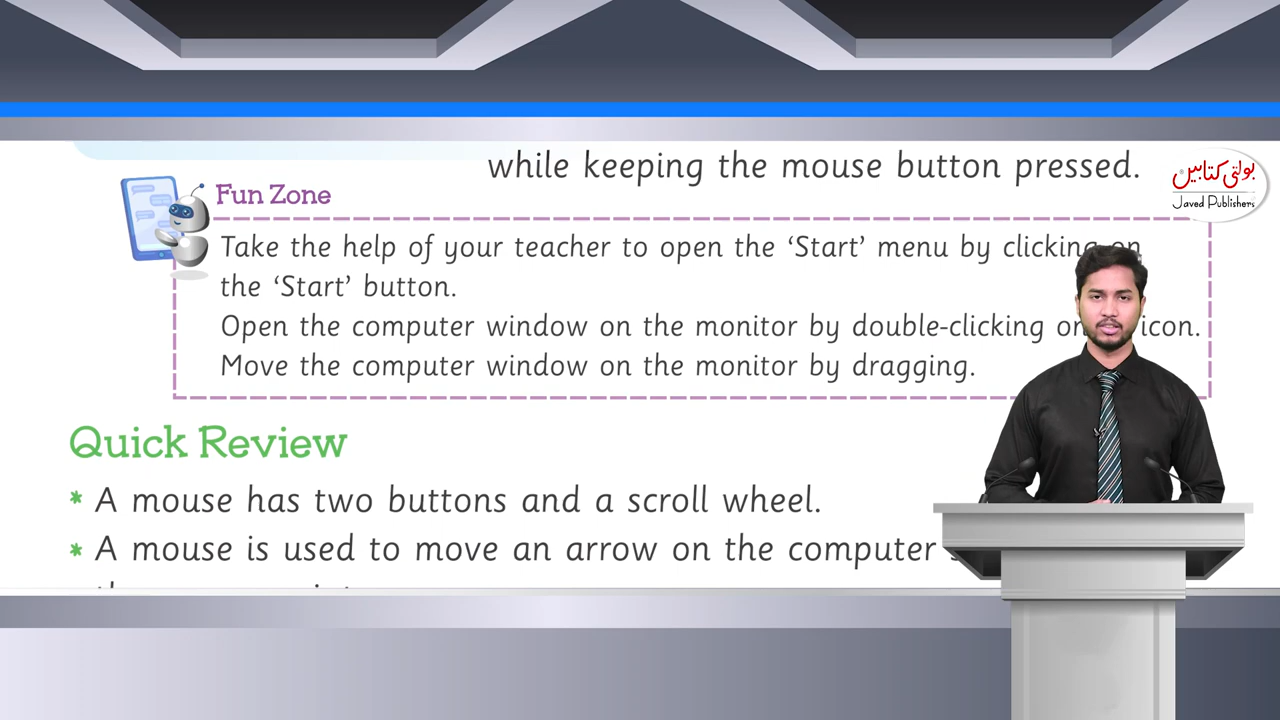 while keeping the mouse button pressed.
بولتی کتابیں
Javed Publishers
Fun Zone
Take the help of your teacher to open the ‘Start’ menu by clicking on
the ‘Start’ button.
Open the computer window on the monitor by double-clicking on icon.
Move the computer window on the monitor by dragging.
Quick Review
* A mouse has two buttons and a scroll wheel.
* A mouse is used to move an arrow on the computer